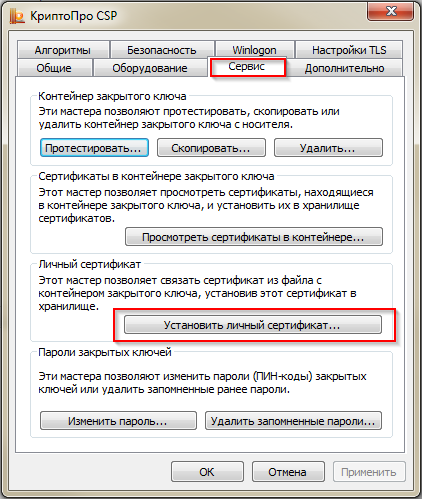 КриптоПро CSP
Алгоритмы Безопасность Winlogon Настройки TLS
Общие Оборудование Сервис Дополнительно
Контейнер закрытого ключа
Эти мастера позволяют протестировать, скопировать или
удалить контейнер закрытого ключа с носителя.
Протестировать... Скопировать... Удалить...
Сертификаты в контейнере закрытого ключа
Этот мастер позволяет просмотреть сертификаты, находящиеся
в контейнере закрытого ключа, и установить их в хранилище
сертификатов.
Просмотреть сертификаты в контейнере...
Личный сертификат
Этот мастер позволяет связать сертификат из файла с
контейнером закрытого ключа, установив этот сертификат в
хранилище.
Установить личный сертификат...
Пароли закрытых ключей
Эти мастера позволяют изменить пароли (ПИН-коды) закрытых
ключей или удалить запомненные ранее пароли.
Изменить пароль... Удалить запомненные пароли...
ОК Отмена Применить